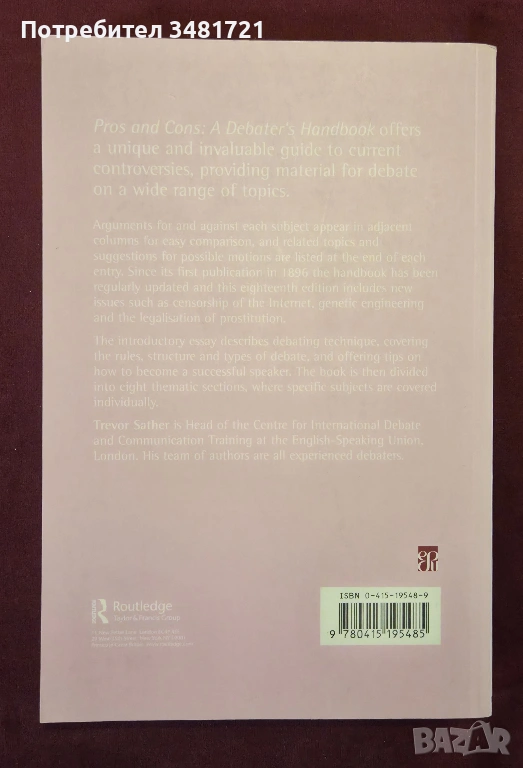 Потребител 3481721
Pros and Cons: A Debater's Handbook offers
a unique and invaluable guide to current
controversies, providing material for debate
on a wide range of topics.
Arguments for and against each subject appear in adjacent
columns for easy comparison, and related topics and
suggestions for possible motions are listed at the end of each
entry. Since its first publication in 1896 the handbook has been
regularly updated and this eighteenth edition includes new
issues such as censorship of the Internet, genetic engineering
and the legalisation of prostitution.
The introductory essay describes debating technique, covering
the rules, structure and types of debate, and offering tips on
how to become a successful speaker. The book is then divided
into eight thematic sections, where specific subjects are covered
individually.
Trevor Sather is Head of the Centre for International Debate
and Communication Training at the English-Speaking Union,
London. His team of authors are all experienced debaters.
ISBN 0-415-19548-9
9 780415 195485
Routledge
Taylor & Francis Group
BAZAR.BG